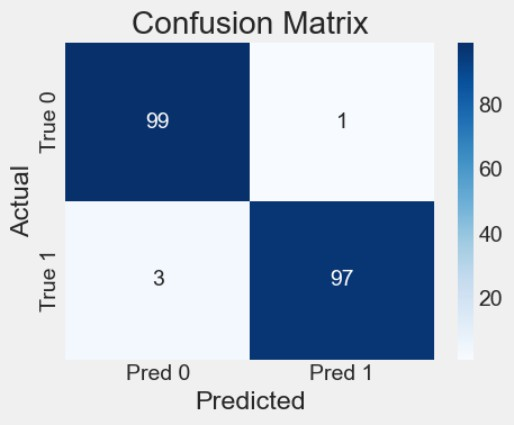 Confusion Matrix
Actual
True 0
99
1
80
60
40
20
True 1
3
97
Pred 0
Pred 1
Predicted